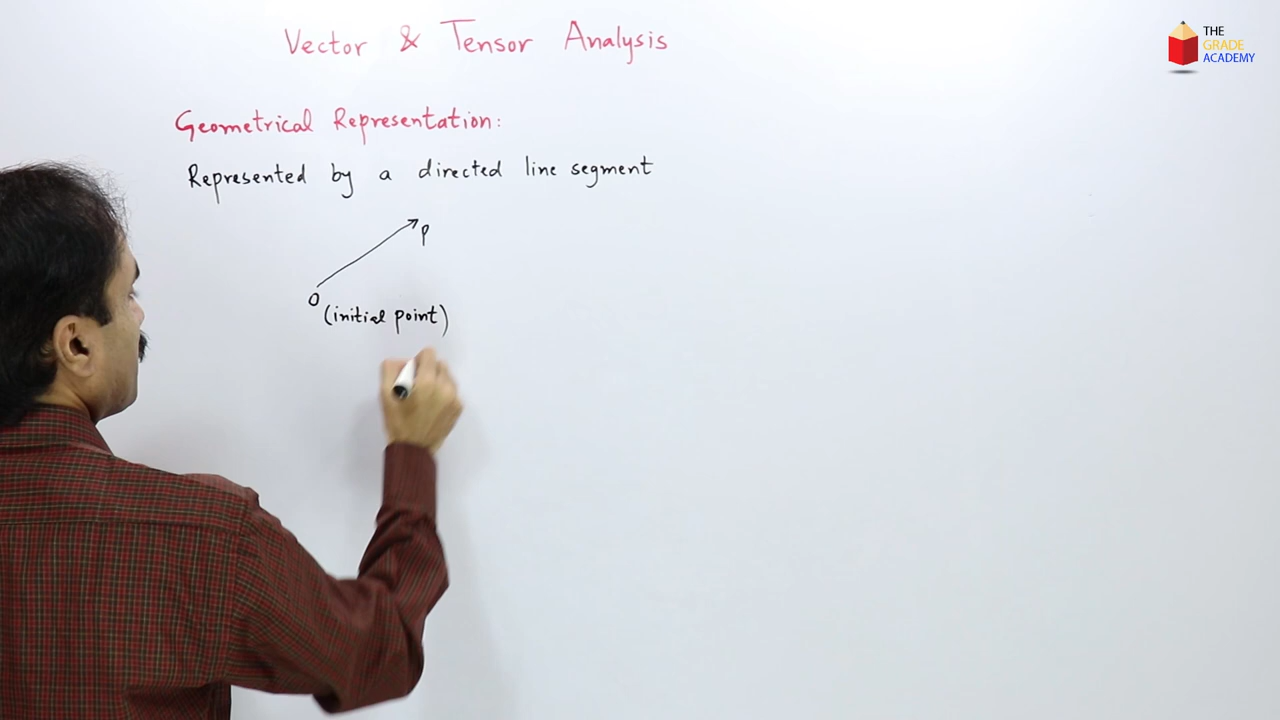 Vector & Tensor Analysis
THE
GRADE
ACADEMY
Geometrical Representation:
Represented by a directed line segment
P
O
(initial point)